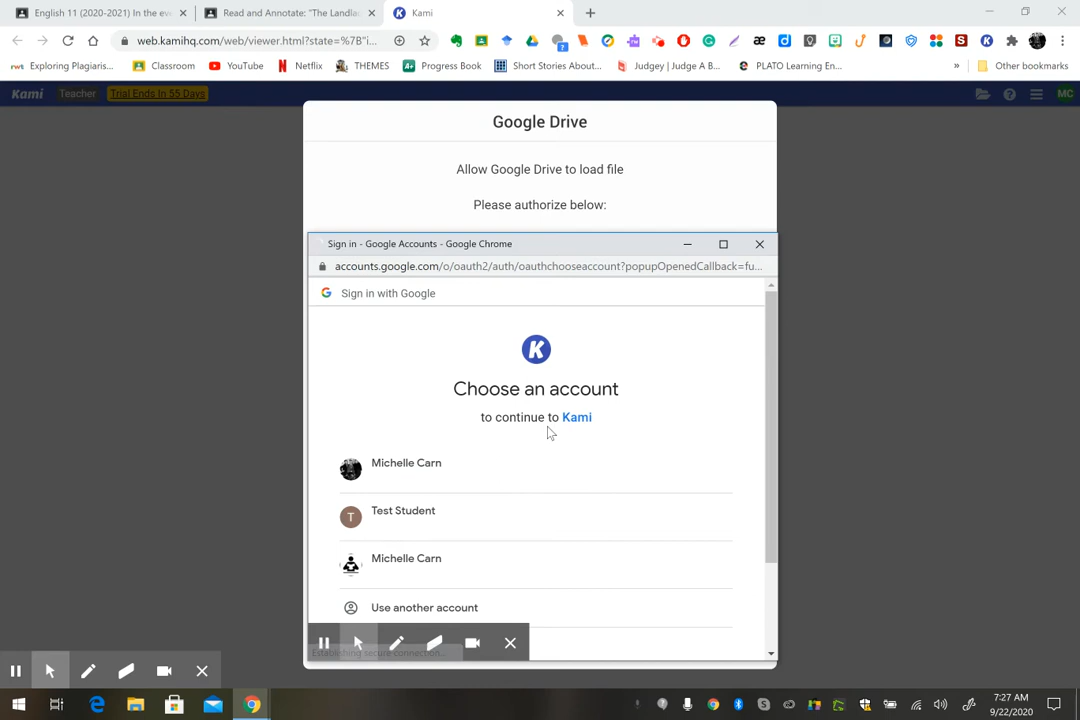 English 11 (2020-2021) In the eve
Read and Annotate: "The Landlac
Kami
web.kamihq.com/web/viewer.html?state=%7B"i...
Exploring Plagiaris...
Classroom
YouTube
Netflix
THEMES
Progress Book
Short Stories About...
Judgey | Judge A B...
PLATO Learning En...
»
Other bookmarks
Kami
Teacher
Trial Ends In 55 Days
MC
Google Drive
Allow Google Drive to load file
Please authorize below:
Sign in - Google Accounts - Google Chrome
accounts.google.com/o/oauth2/auth/oauthchooseaccount?popupOpenedCallback=fu...
Sign in with Google
K
Choose an account
to continue to Kami
Michelle Carn
T
Test Student
Michelle Carn
Use another account
Establishing secure connection...
7:27 AM
9/22/2020